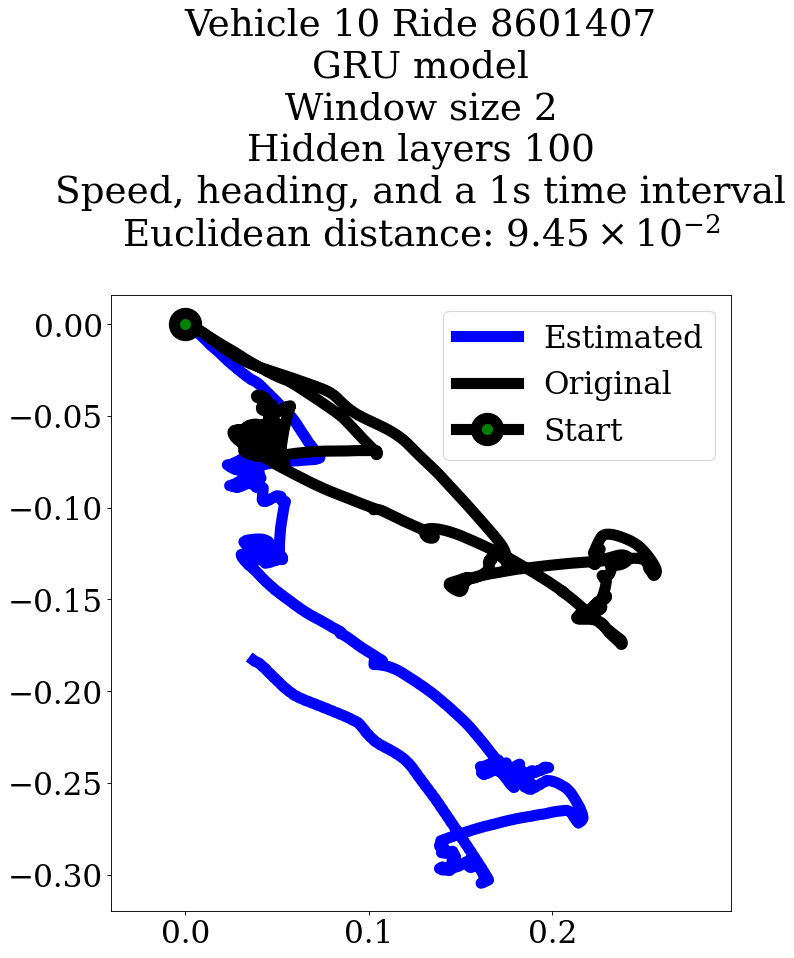 Vehicle 10 Ride 8601407
GRU model
Window size 2
Hidden layers 100
Speed, heading, and a 1s time interval
Euclidean distance: 9.45 × 10⁻²
Estimated
Original
Start
0.00
−0.05
−0.10
−0.15
−0.20
−0.25
−0.30
0.0 0.1 0.2